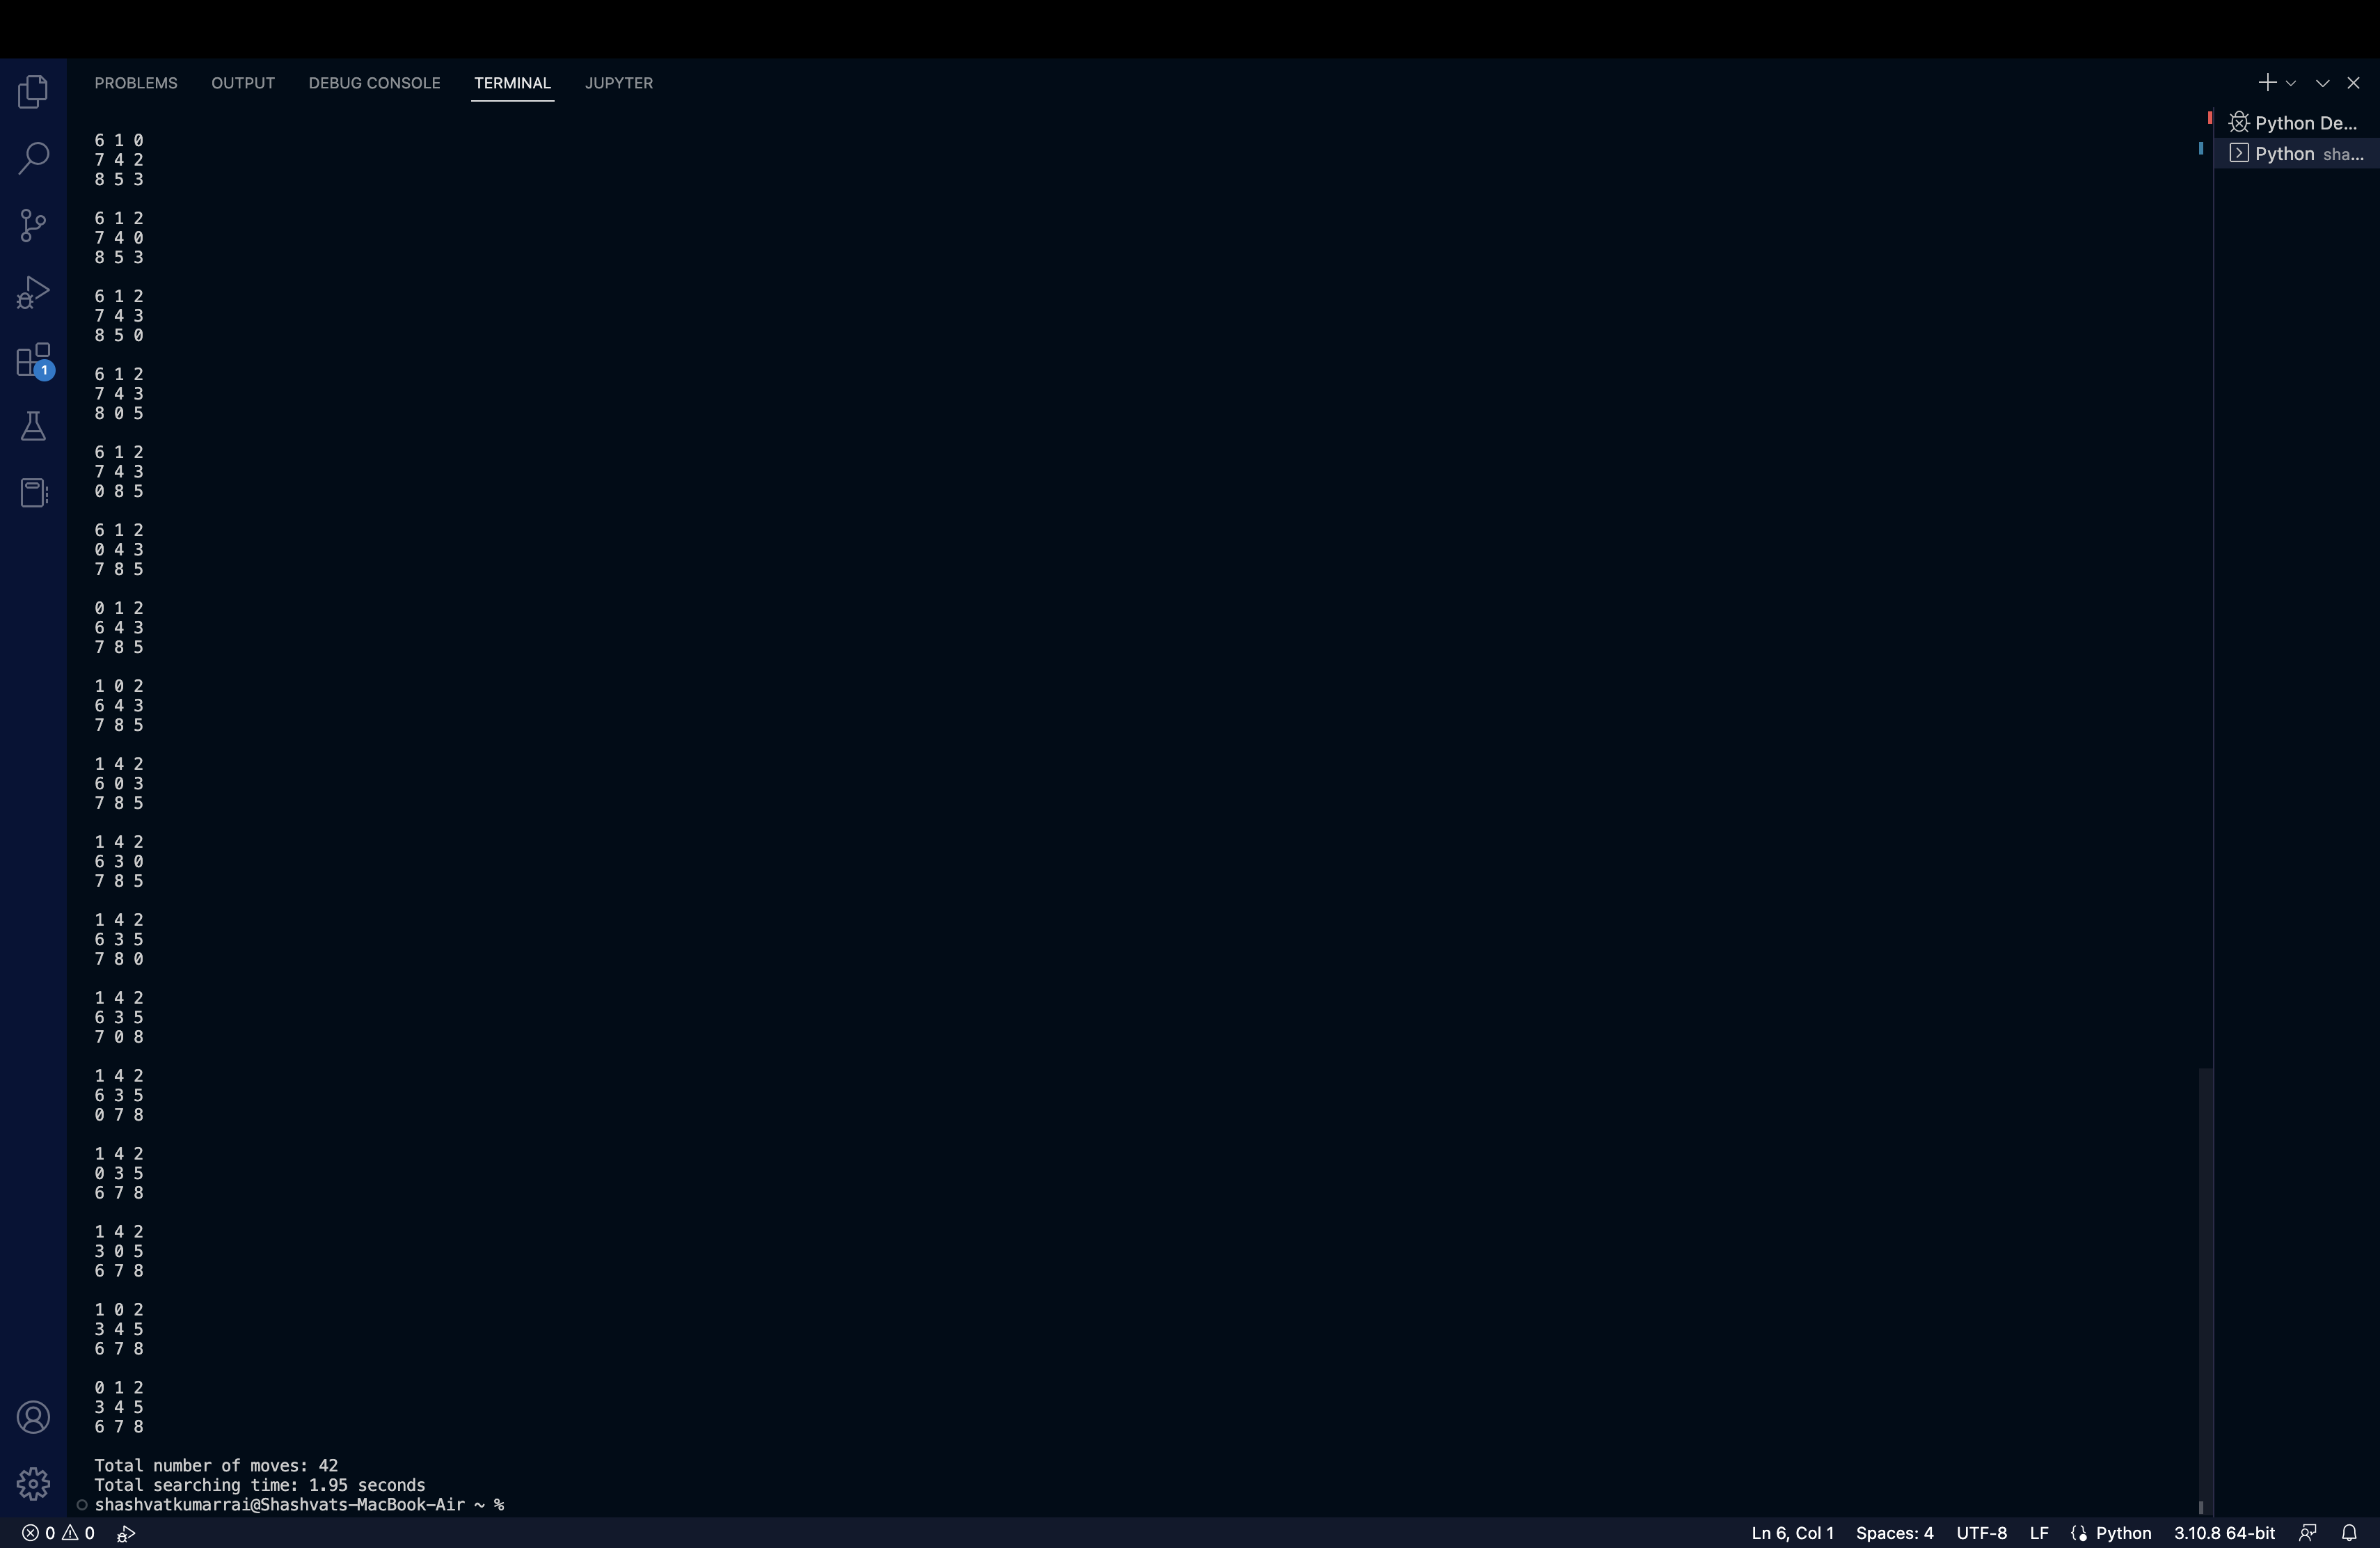 PROBLEMS OUTPUT DEBUG CONSOLE TERMINAL JUPYTER
Python De...
Python sha...
1
6 1 0
7 4 2
8 5 3
6 1 2
7 4 0
8 5 3
6 1 2
7 4 3
8 5 0
6 1 2
7 4 3
8 0 5
6 1 2
7 4 3
0 8 5
6 1 2
0 4 3
7 8 5
0 1 2
6 4 3
7 8 5
1 0 2
6 4 3
7 8 5
1 4 2
6 0 3
7 8 5
1 4 2
6 3 0
7 8 5
1 4 2
6 3 5
7 8 0
1 4 2
6 3 5
7 0 8
1 4 2
6 3 5
0 7 8
1 4 2
0 3 5
6 7 8
1 4 2
3 0 5
6 7 8
1 0 2
3 4 5
6 7 8
0 1 2
3 4 5
6 7 8
Total number of moves: 42
Total searching time: 1.95 seconds
shashvatkumarrai@Shashvats-MacBook-Air ~ %
0 0 Ln 6, Col 1 Spaces: 4 UTF-8 LF Python 3.10.8 64-bit